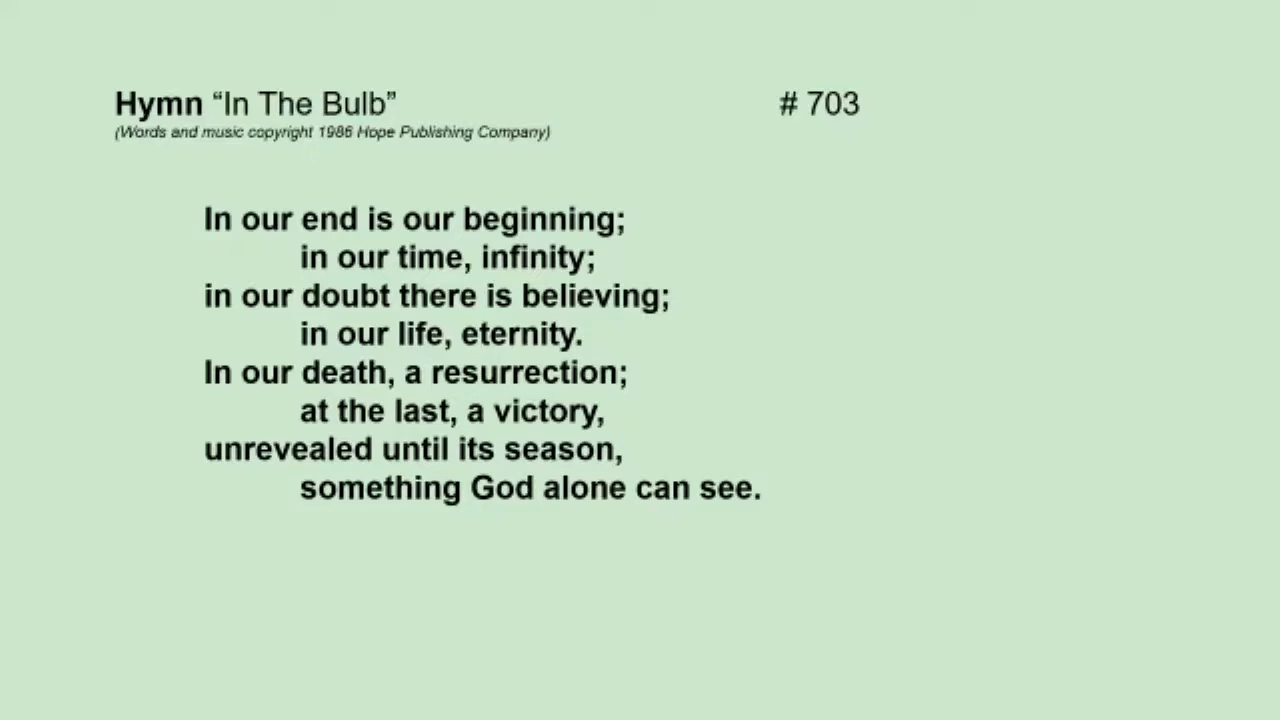 Hymn “In The Bulb” # 703
(Words and music copyright 1986 Hope Publishing Company)
In our end is our beginning;
in our time, infinity;
in our doubt there is believing;
in our life, eternity.
In our death, a resurrection;
at the last, a victory,
unrevealed until its season,
something God alone can see.